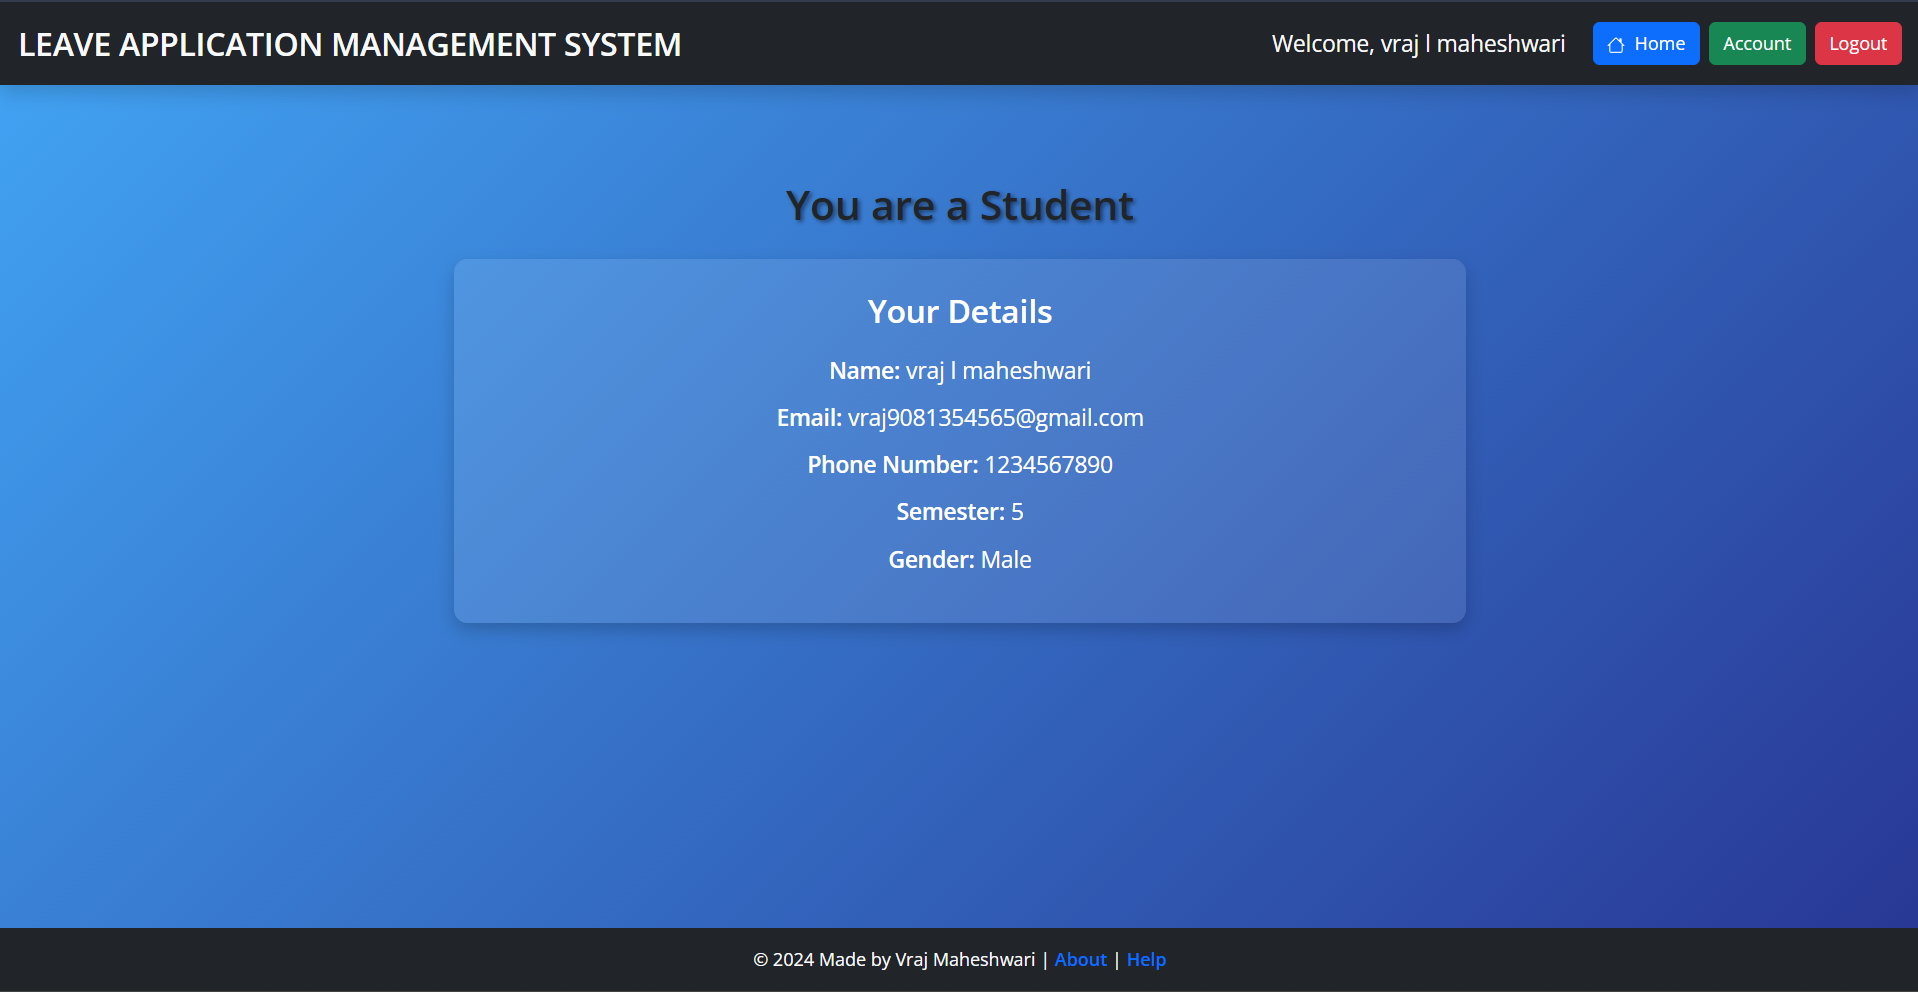 LEAVE APPLICATION MANAGEMENT SYSTEM
Welcome, vraj l maheshwari
Home
Account
Logout
You are a Student
Your Details
Name: vraj l maheshwari
Email: vraj9081354565@gmail.com
Phone Number: 1234567890
Semester: 5
Gender: Male
© 2024 Made by Vraj Maheshwari | About | Help